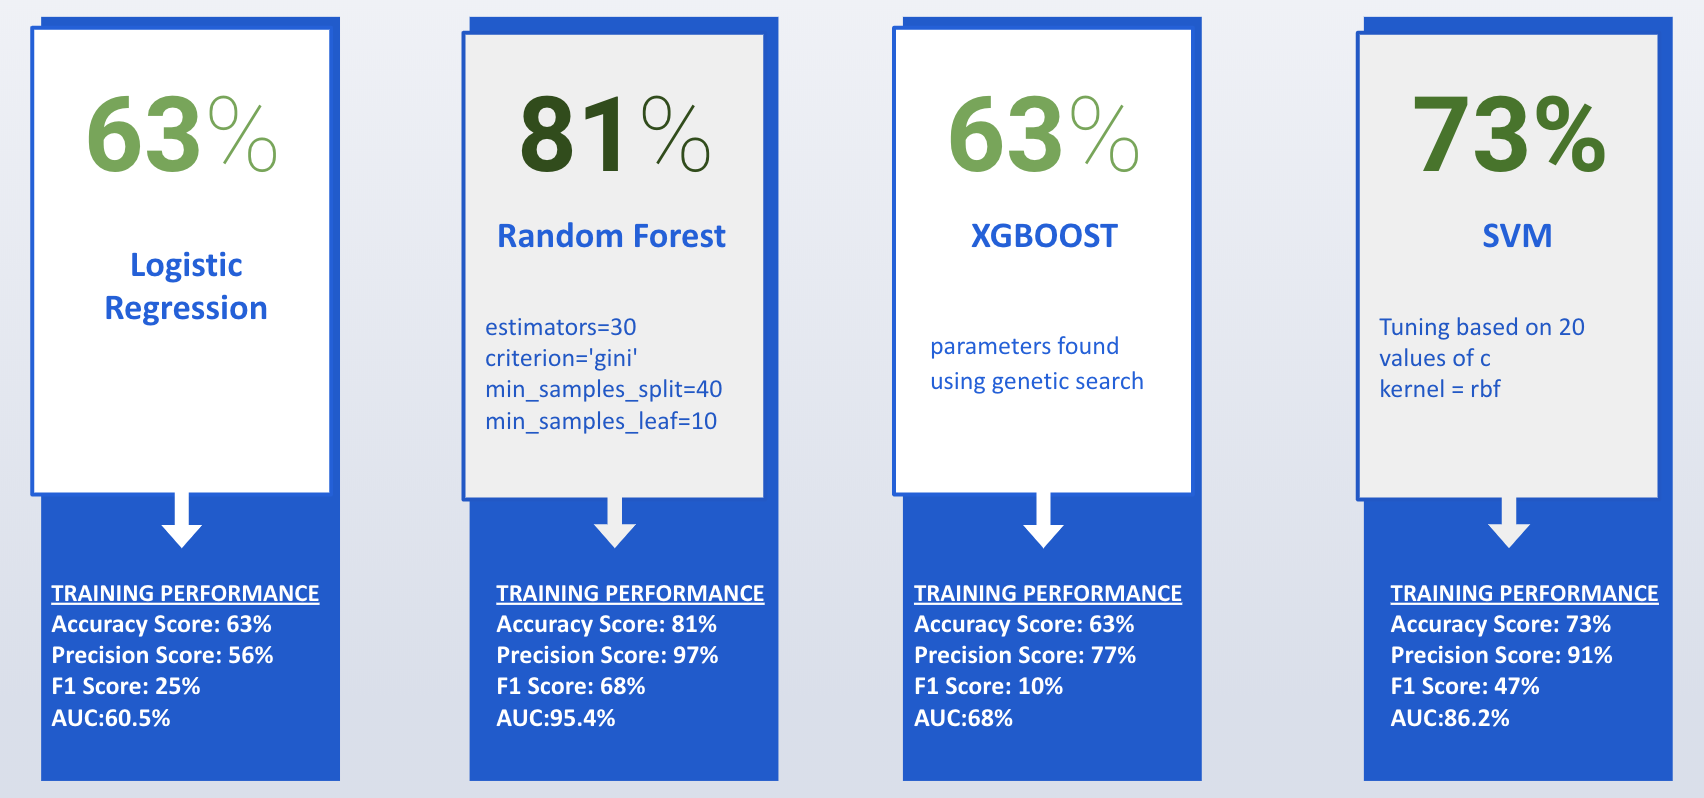 63%
Logistic
Regression
TRAINING PERFORMANCE
Accuracy Score: 63%
Precision Score: 56%
F1 Score: 25%
AUC:60.5%
81%
Random Forest
estimators=30
criterion='gini'
min_samples_split=40
min_samples_leaf=10
TRAINING PERFORMANCE
Accuracy Score: 81%
Precision Score: 97%
F1 Score: 68%
AUC:95.4%
63%
XGBOOST
parameters found
using genetic search
TRAINING PERFORMANCE
Accuracy Score: 63%
Precision Score: 77%
F1 Score: 10%
AUC:68%
73%
SVM
Tuning based on 20
values of c
kernel = rbf
TRAINING PERFORMANCE
Accuracy Score: 73%
Precision Score: 91%
F1 Score: 47%
AUC:86.2%